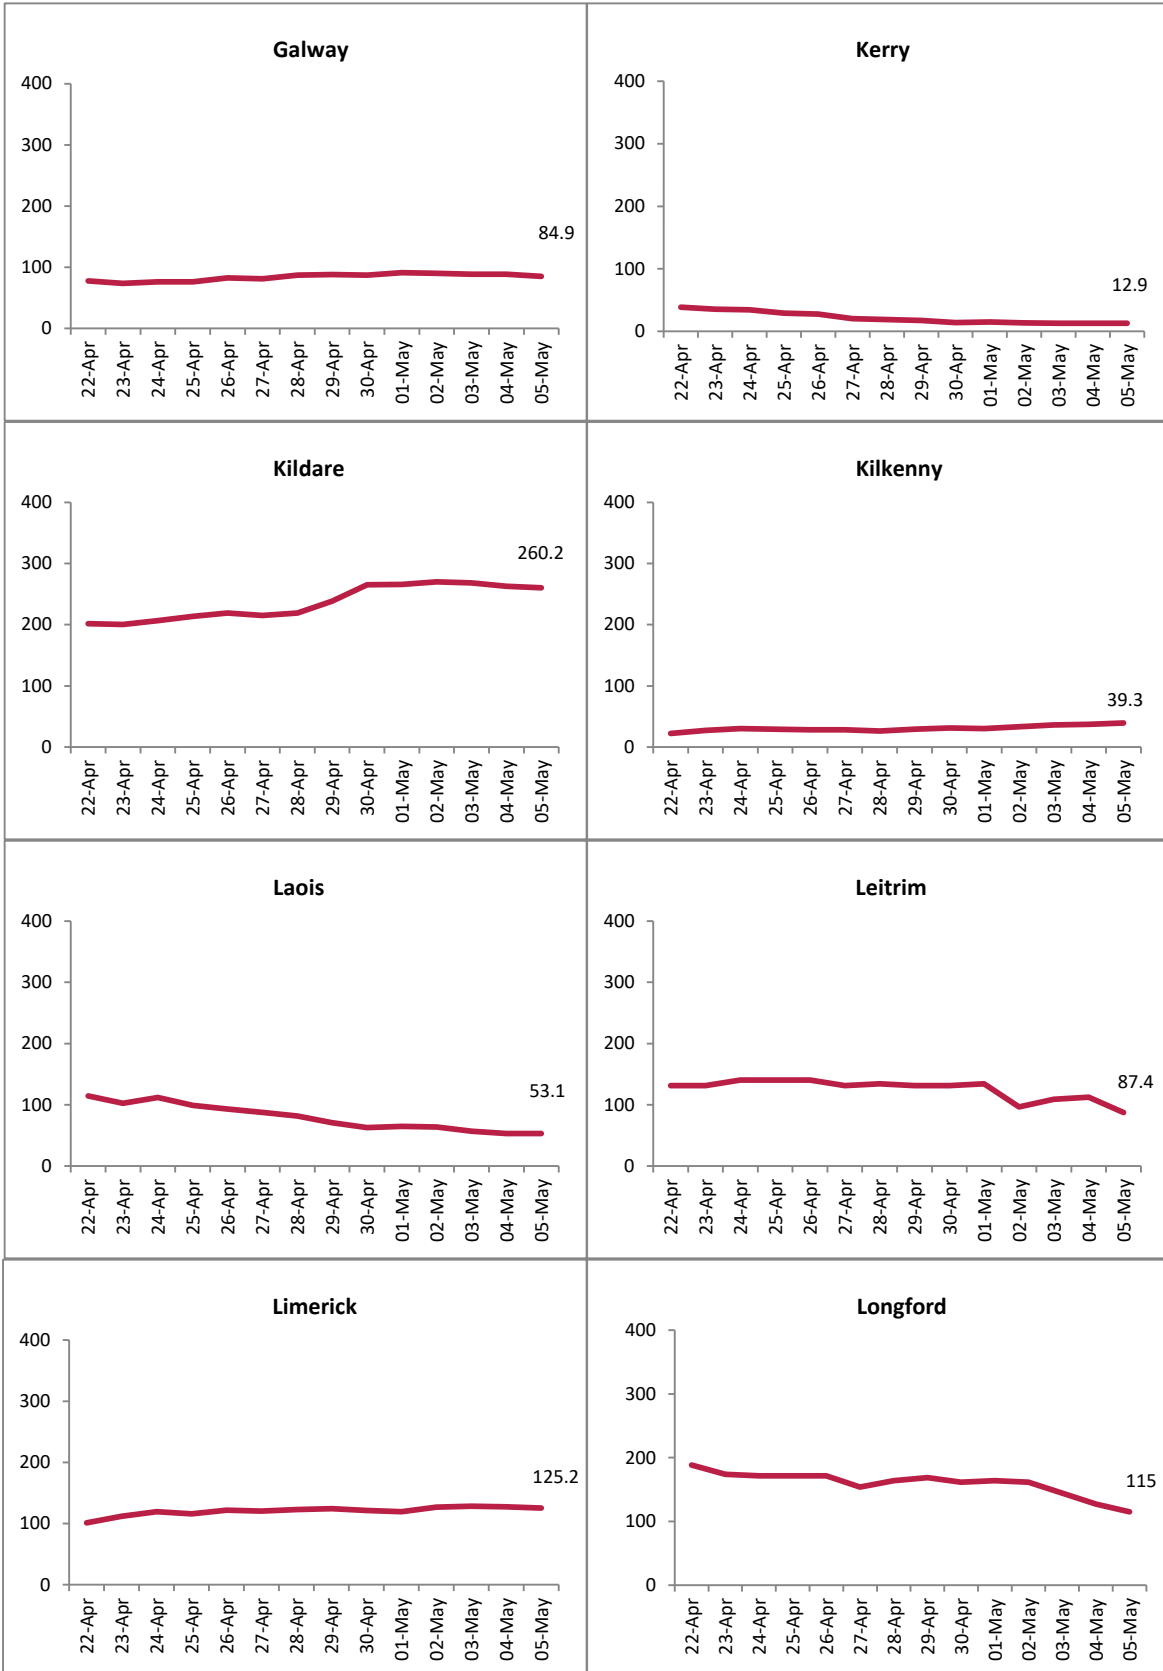 Galway
400
300
200
100
0
84.9
22-Apr
23-Apr
24-Apr
25-Apr
26-Apr
27-Apr
28-Apr
29-Apr
30-Apr
01-May
02-May
03-May
04-May
05-May
Kerry
400
300
200
100
0
12.9
22-Apr
23-Apr
24-Apr
25-Apr
26-Apr
27-Apr
28-Apr
29-Apr
30-Apr
01-May
02-May
03-May
04-May
05-May
Kildare
400
300
200
100
0
260.2
22-Apr
23-Apr
24-Apr
25-Apr
26-Apr
27-Apr
28-Apr
29-Apr
30-Apr
01-May
02-May
03-May
04-May
05-May
Kilkenny
400
300
200
100
0
39.3
22-Apr
23-Apr
24-Apr
25-Apr
26-Apr
27-Apr
28-Apr
29-Apr
30-Apr
01-May
02-May
03-May
04-May
05-May
Laois
400
300
200
100
0
53.1
22-Apr
23-Apr
24-Apr
25-Apr
26-Apr
27-Apr
28-Apr
29-Apr
30-Apr
01-May
02-May
03-May
04-May
05-May
Leitrim
400
300
200
100
0
87.4
22-Apr
23-Apr
24-Apr
25-Apr
26-Apr
27-Apr
28-Apr
29-Apr
30-Apr
01-May
02-May
03-May
04-May
05-May
Limerick
400
300
200
100
0
125.2
22-Apr
23-Apr
24-Apr
25-Apr
26-Apr
27-Apr
28-Apr
29-Apr
30-Apr
01-May
02-May
03-May
04-May
05-May
Longford
400
300
200
100
0
115
22-Apr
23-Apr
24-Apr
25-Apr
26-Apr
27-Apr
28-Apr
29-Apr
30-Apr
01-May
02-May
03-May
04-May
05-May